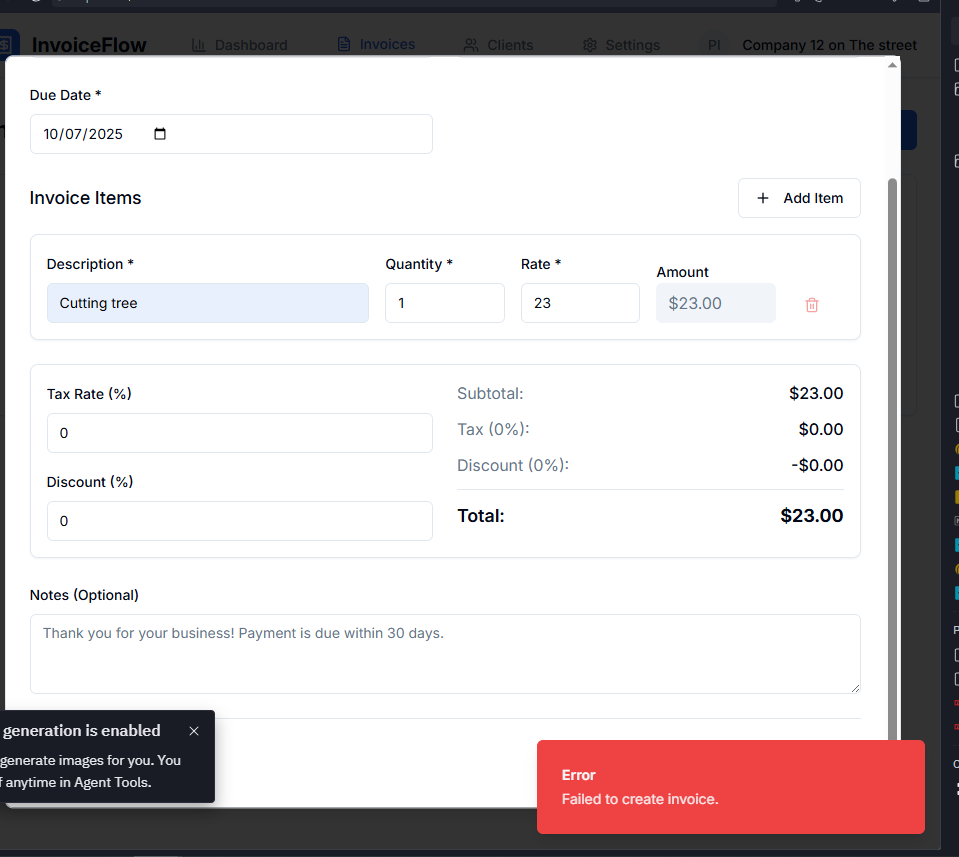 InvoiceFlow Dashboard Invoices Clients Settings PI Company 12 on The street
Due Date *
10/07/2025
Invoice Items
+ Add Item
Description * Quantity * Rate * Amount
Cutting tree 1 23 $23.00
Tax Rate (%)
0
Discount (%)
0
Subtotal: $23.00
Tax (0%): $0.00
Discount (0%): -$0.00
Total: $23.00
Notes (Optional)
Thank you for your business! Payment is due within 30 days.
generation is enabled
generate images for you. You
anytime in Agent Tools.
Error
Failed to create invoice.